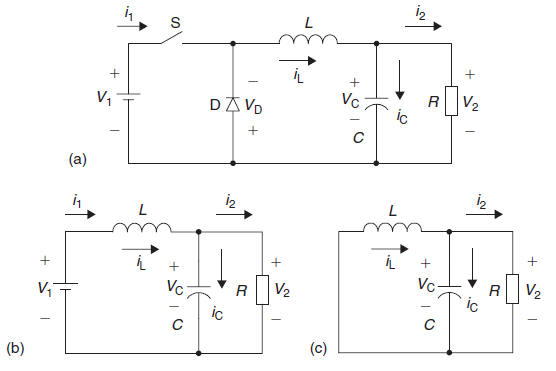 i1 S L i2
+ iL − + +
V1 D VD VC iC R V2
− + − C −
(a)
i1 L i2
+ iL + +
V1 VC R V2
− − iC −
C
(b)
L i2
iL + +
VC R V2
− iC −
C
(c)